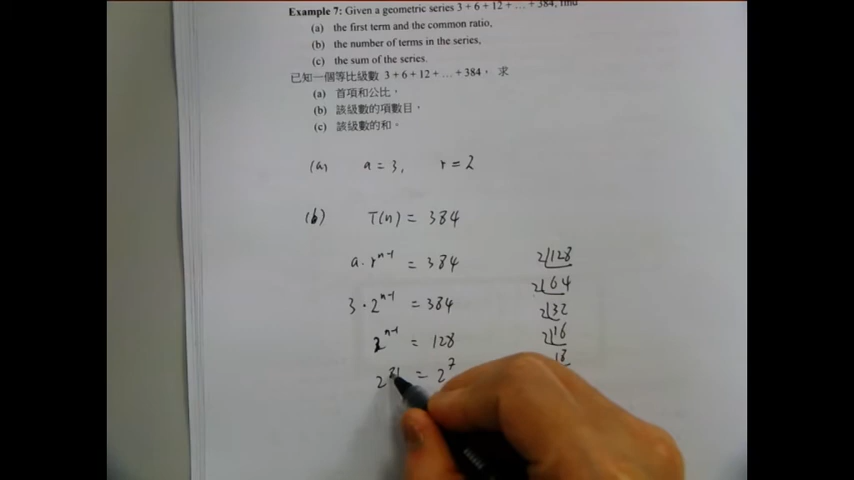 Example 7: Given a geometric series 3 + 6 + 12 + … + 384, find
(a) the first term and the common ratio,
(b) the number of terms in the series,
(c) the sum of the series.
已知一個等比級數 3 + 6 + 12 + … + 384， 求
(a) 首項和公比，
(b) 該級數的項數目，
(c) 該級數的和。
(a) a = 3, r = 2
(b) T(n) = 384
a · r^n-1 = 384
3 · 2^n-1 = 384
2^n-1 = 128
= 2^7
2 128
2 64
2 32
2 16